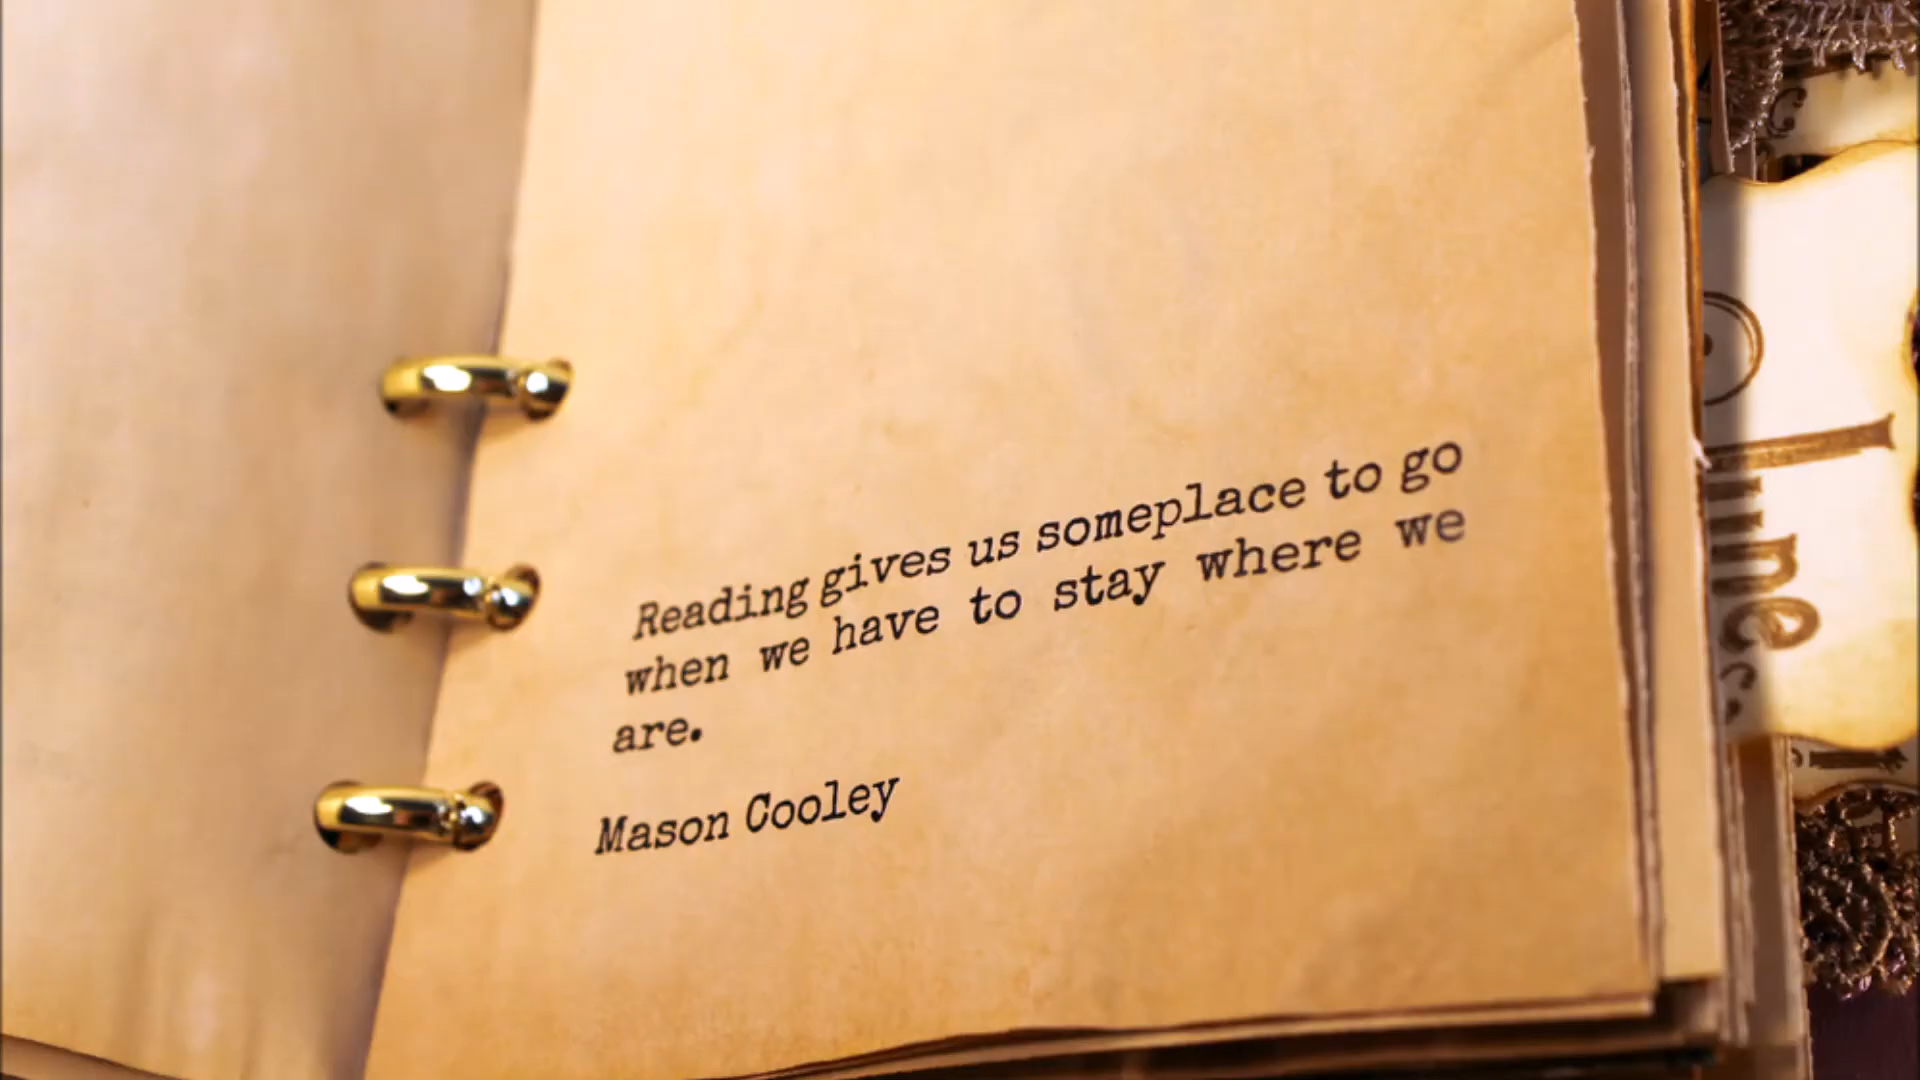 Reading gives us someplace to go
when we have to stay where we
are.
Mason Cooley